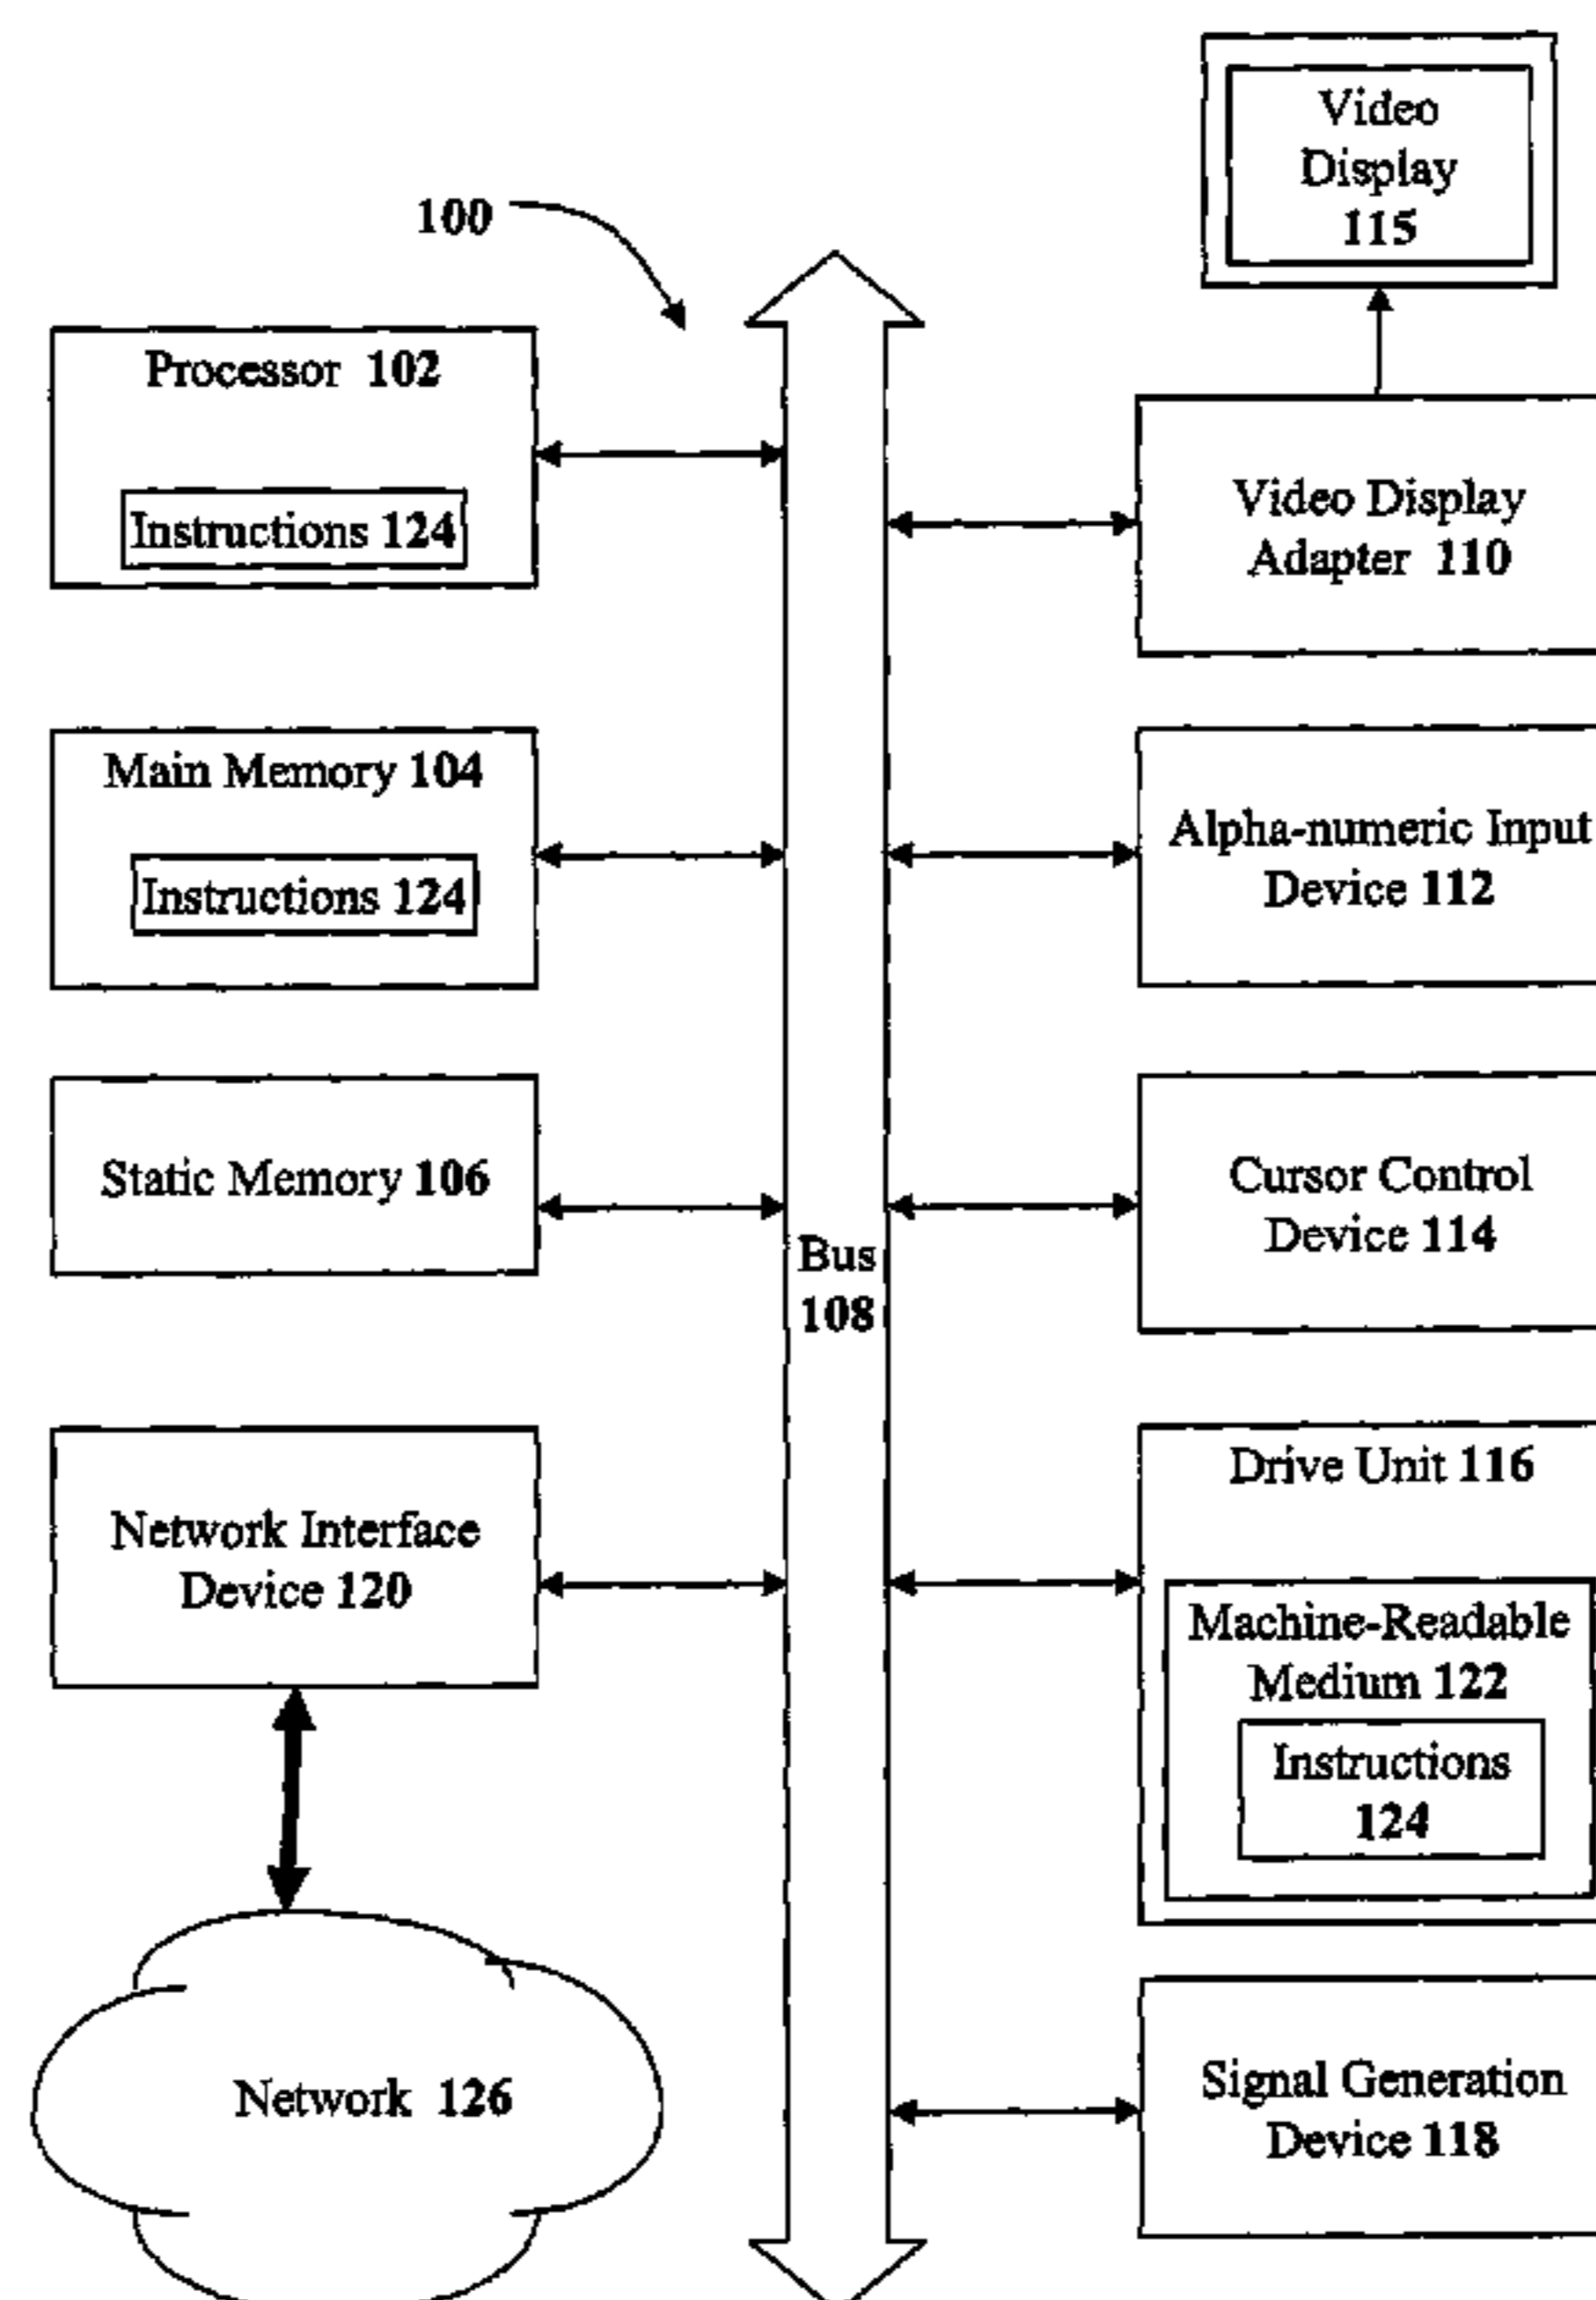 Video
Display
115
100
Processor 102
Instructions 124
Video Display
Adapter 110
Main Memory 104
Instructions 124
Alpha-numeric Input
Device 112
Static Memory 106
Cursor Control
Device 114
Bus
108
Network Interface
Device 120
Drive Unit 116
Machine-Readable
Medium 122
Instructions
124
Network 126
Signal Generation
Device 118